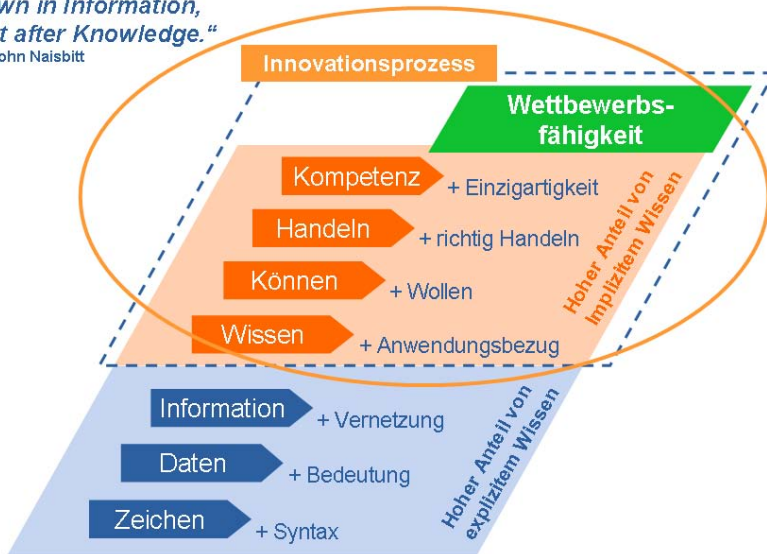 wn in Information,
t after Knowledge.“
ohn Naisbitt
Innovationsprozess
Wettbewerbs-
fähigkeit
Kompetenz
+ Einzigartigkeit
Handeln
+ richtig Handeln
Können
+ Wollen
Wissen
+ Anwendungsbezug
Hoher Anteil von
Implizitem Wissen
Information
+ Vernetzung
Daten
+ Bedeutung
Zeichen
+ Syntax
Hoher Anteil von
explizitem Wissen